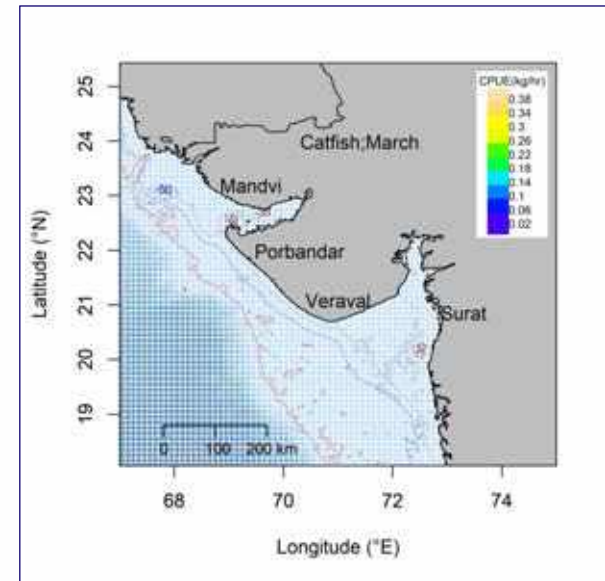 CPUE(kg/hr)
0.38
0.34
0.3
0.26
0.22
0.18
0.14
0.1
0.06
0.02
Catfish;March
Mandvi
Porbandar
Veraval
Surat
25
24
23
22
21
20
19
Latitude (°N)
0 100 200 km
68 70 72 74
Longitude (°E)